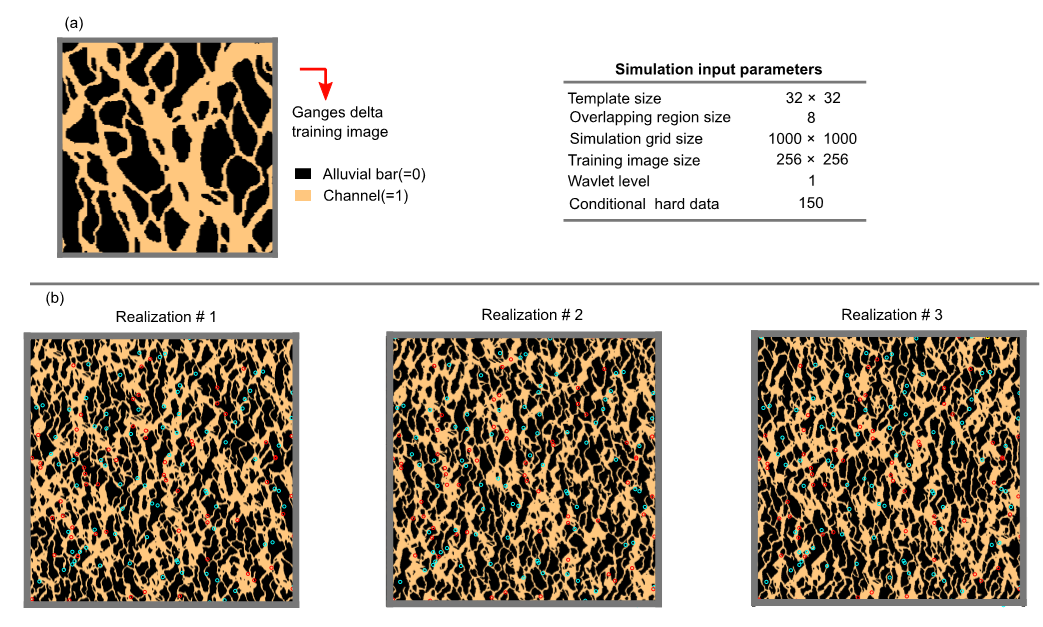 (a)
Ganges delta
training image
Alluvial bar(=0)
Channel(=1)
Simulation input parameters
Template size 32 × 32
Overlapping region size 8
Simulation grid size 1000 × 1000
Training image size 256 × 256
Wavlet level 1
Conditional hard data 150
(b)
Realization # 1
Realization # 2
Realization # 3